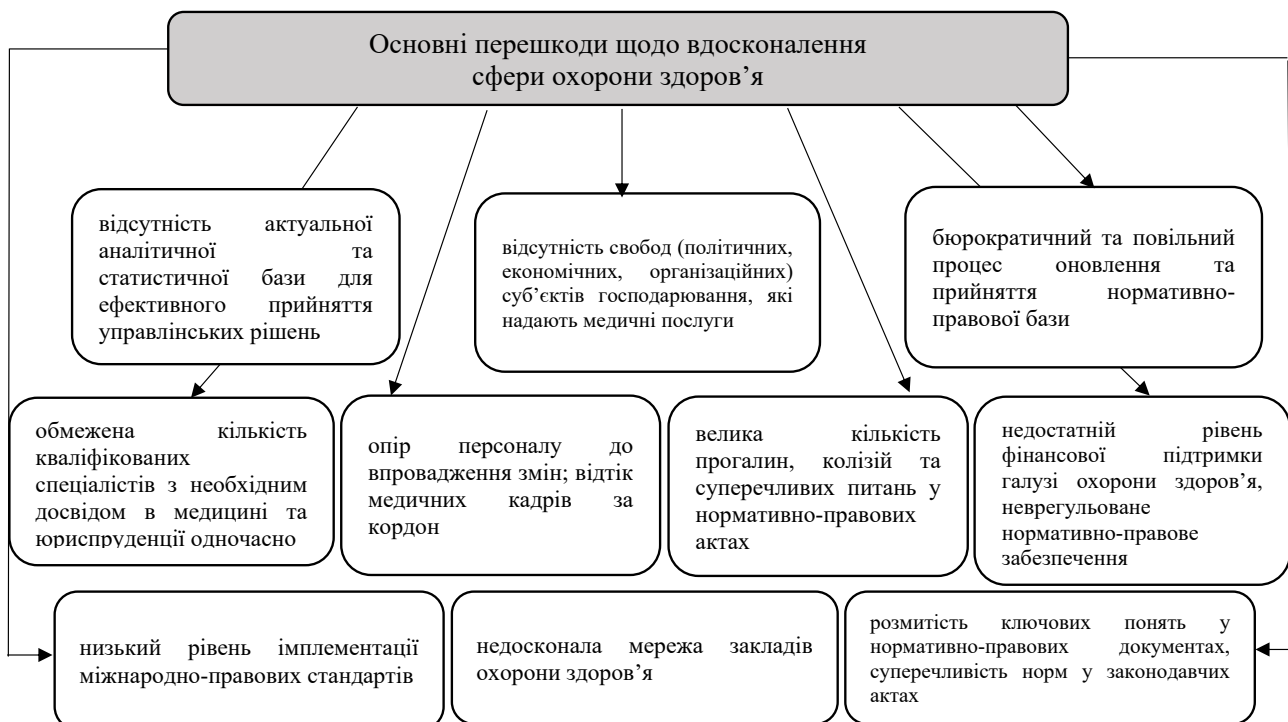 Основні перешкоди щодо вдосконалення
сфери охорони здоров’я
відсутність актуальної
аналітичної та
статистичної бази для
ефективного прийняття
управлінських рішень
відсутність свобод (політичних,
економічних, організаційних)
суб’єктів господарювання, які
надають медичні послуги
бюрократичний та повільний
процес оновлення та
прийняття нормативно-
правової бази
обмежена кількість
кваліфікованих
спеціалістів з необхідним
досвідом в медицині та
юриспруденції одночасно
опір персоналу до
впровадження змін; відтік
медичних кадрів за
кордон
велика кількість
прогалин, колізій та
суперечливих питань у
нормативно-правових
актах
недостатній рівень
фінансової підтримки
галузі охорони здоров’я,
неврегульоване
нормативно-правове
забезпечення
низький рівень імплементації
міжнародно-правових стандартів
недосконала мережа закладів
охорони здоров’я
розмитість ключових понять у
нормативно-правових документах,
суперечливість норм у законодавчих
актах